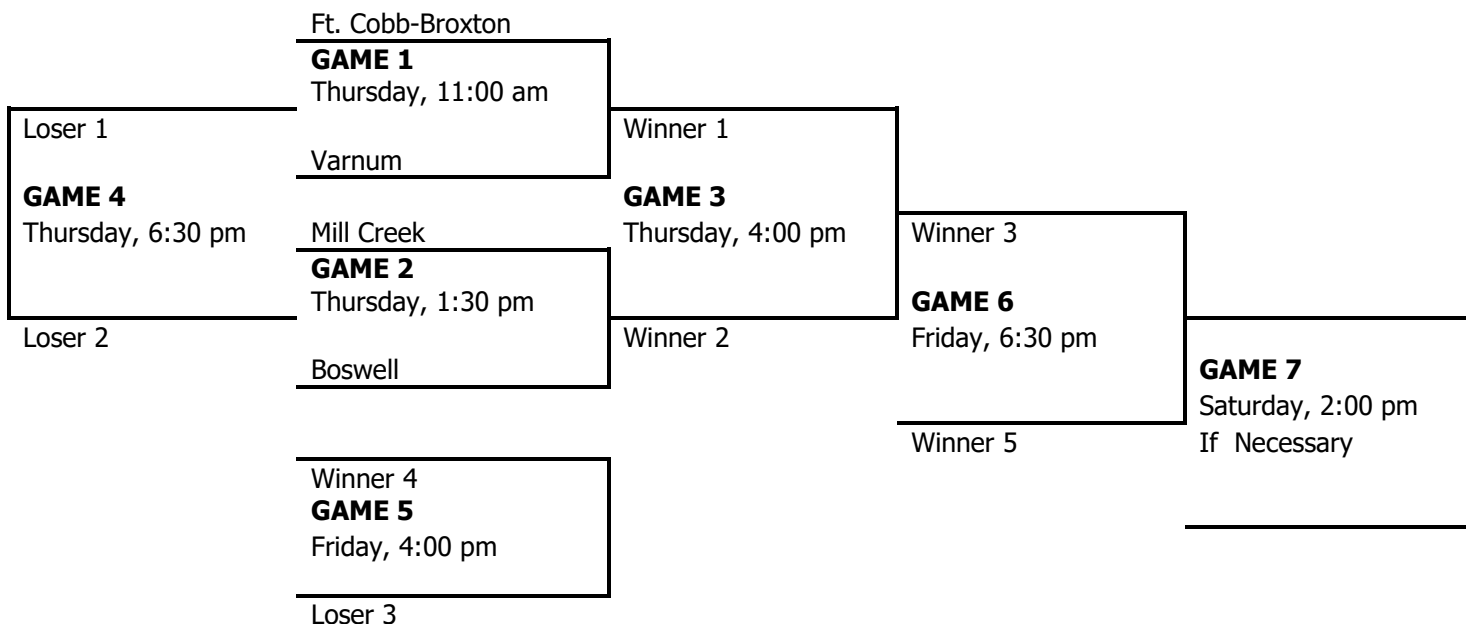 Ft. Cobb-Broxton
GAME 1
Thursday, 11:00 am
Loser 1
Winner 1
Varnum
GAME 4
GAME 3
Thursday, 6:30 pm
Mill Creek
Thursday, 4:00 pm
Winner 3
GAME 2
Thursday, 1:30 pm
GAME 6
Loser 2
Winner 2
Friday, 6:30 pm
Boswell
GAME 7
Saturday, 2:00 pm
Winner 5
If Necessary
Winner 4
GAME 5
Friday, 4:00 pm
Loser 3